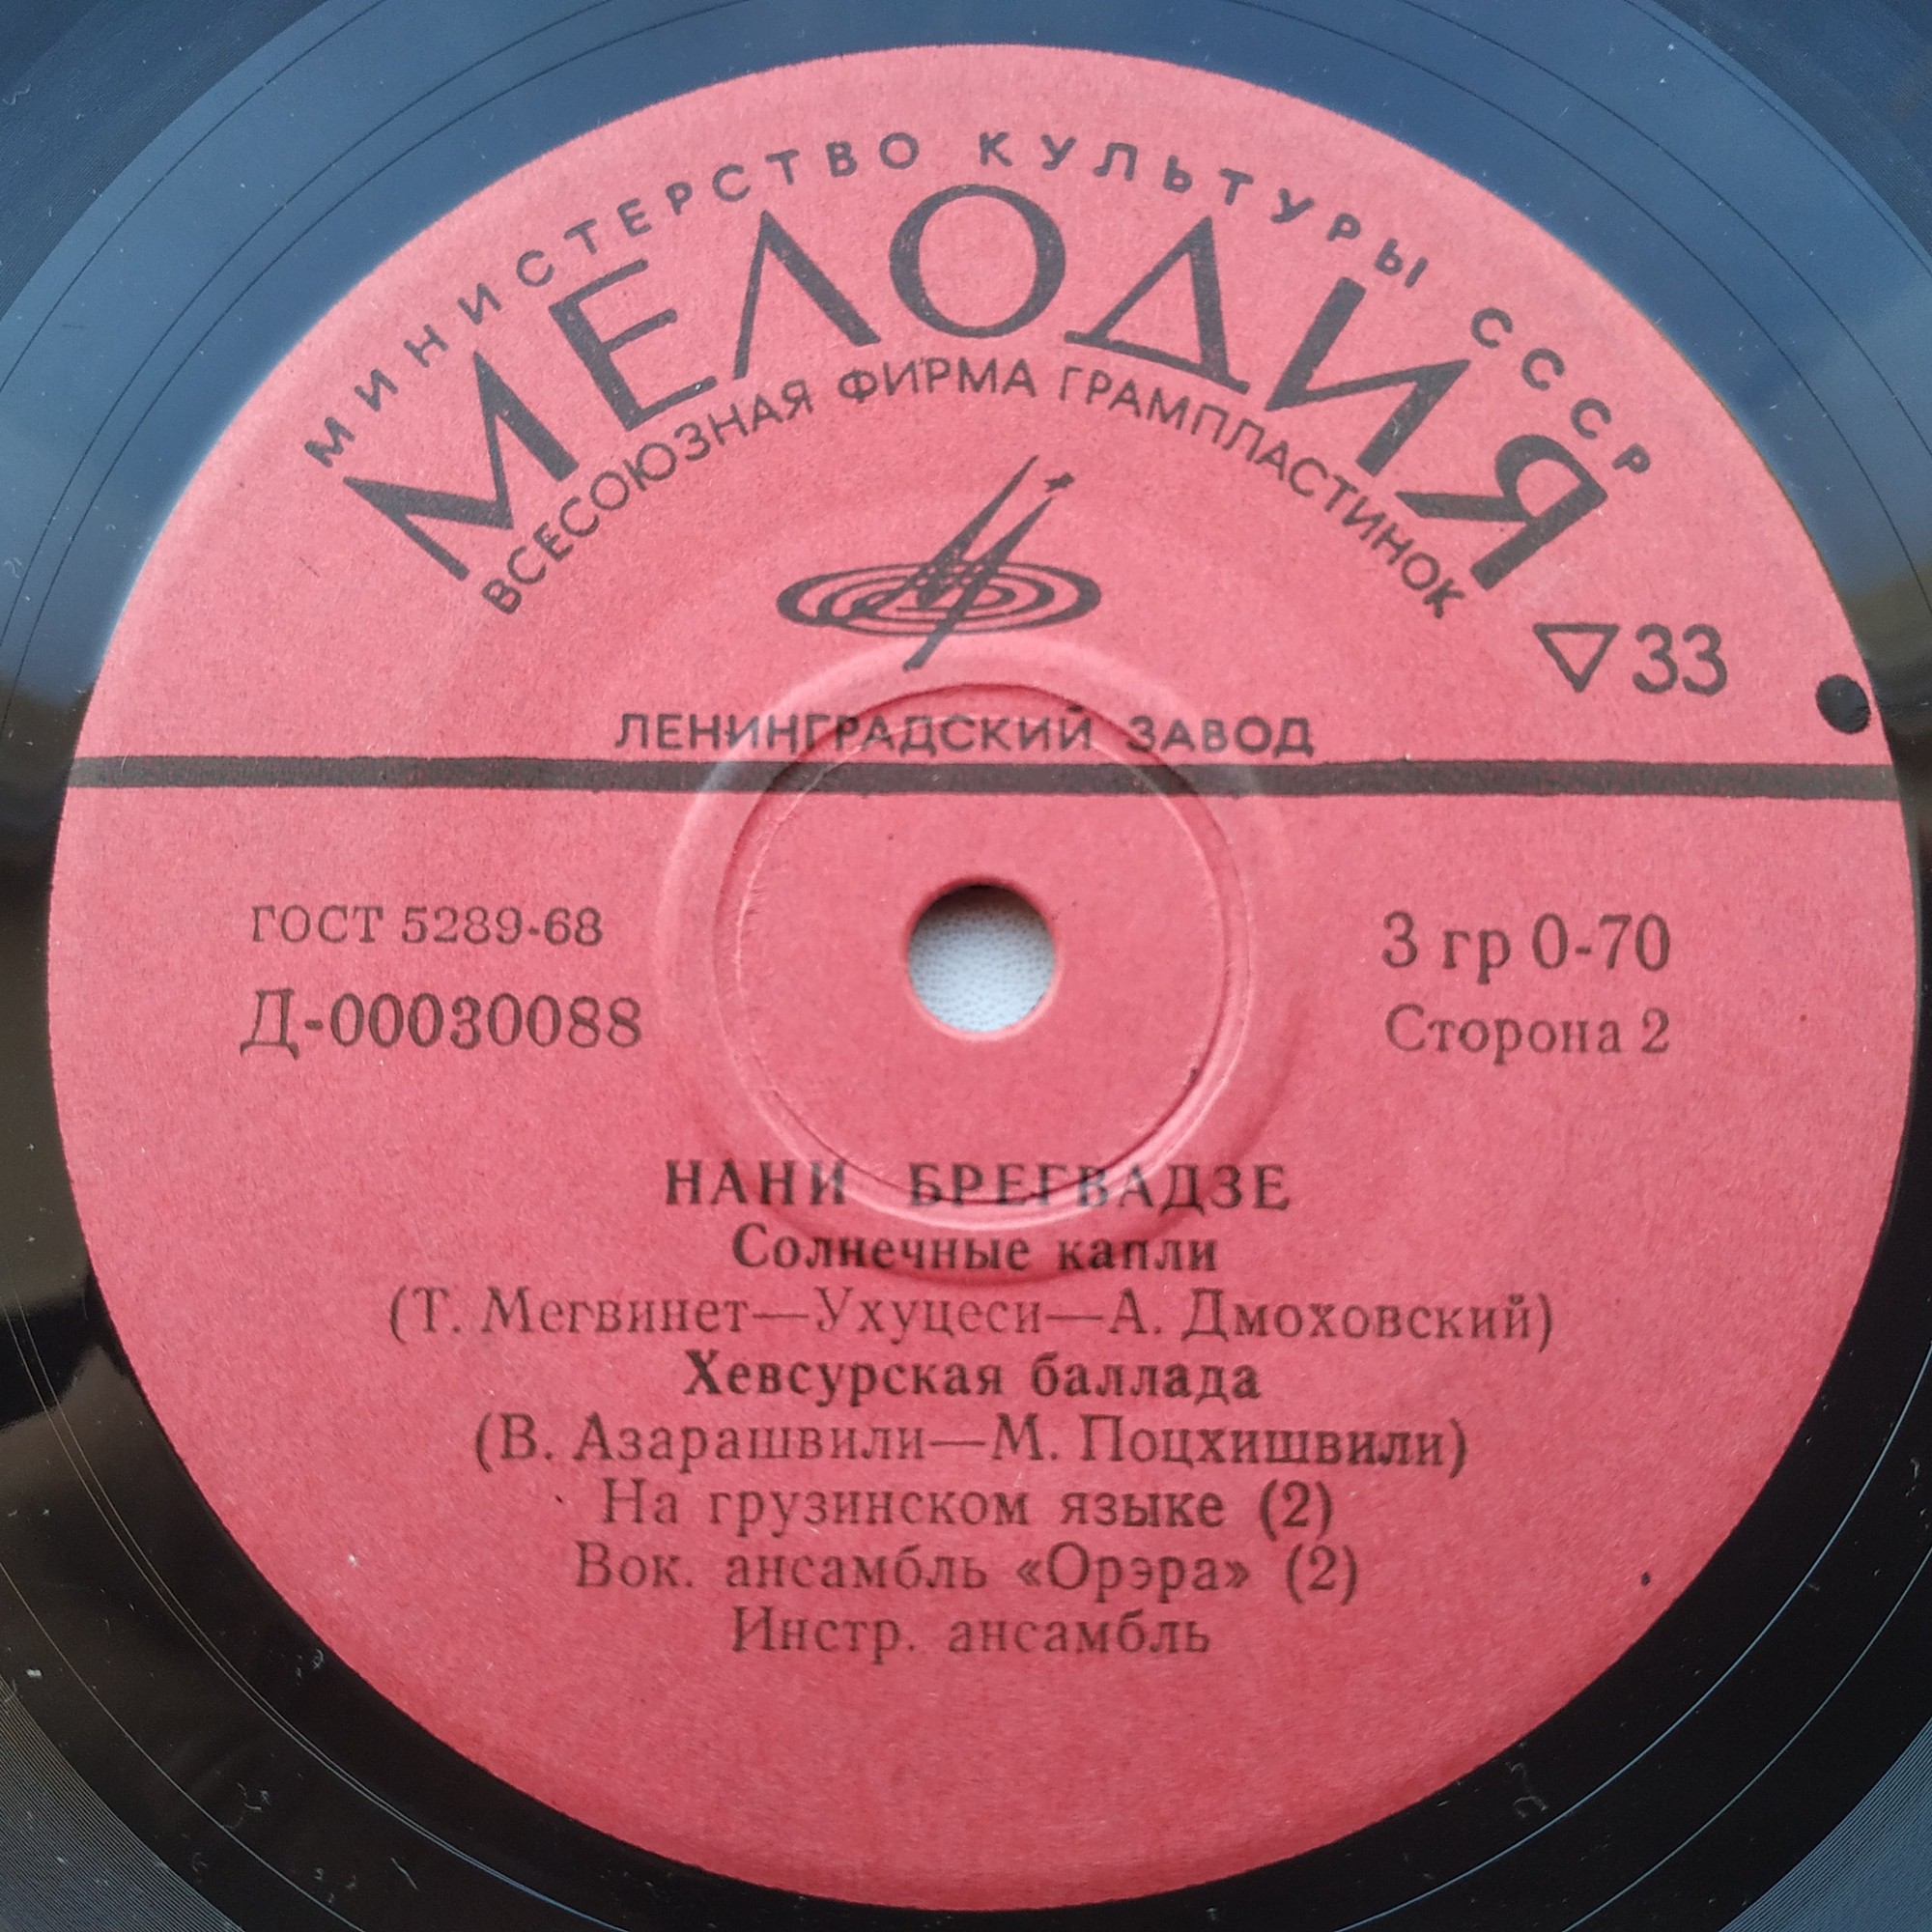 МИНИСТЕРСТВО КУЛЬТУРЫ СССР
МЕЛОДИЯ
ВСЕСОЮЗНАЯ ФИРМА ГРАМПЛАСТИНОК
33
ЛЕНИНГРАДСКИЙ ЗАВОД
ГОСТ 5289-68
Д-00030088
3 гр 0-70
Сторона 2
НАНИ БРЕГВАДЗЕ
Солнечные капли
(Т. Мегвинет—Ухуцеси—А. Дмоховский)
Хевсурская баллада
(В. Азарашвили—М. Поцхишвили)
На грузинском языке (2)
Вок. ансамбль «Орэра» (2)
Инстр. ансамбль